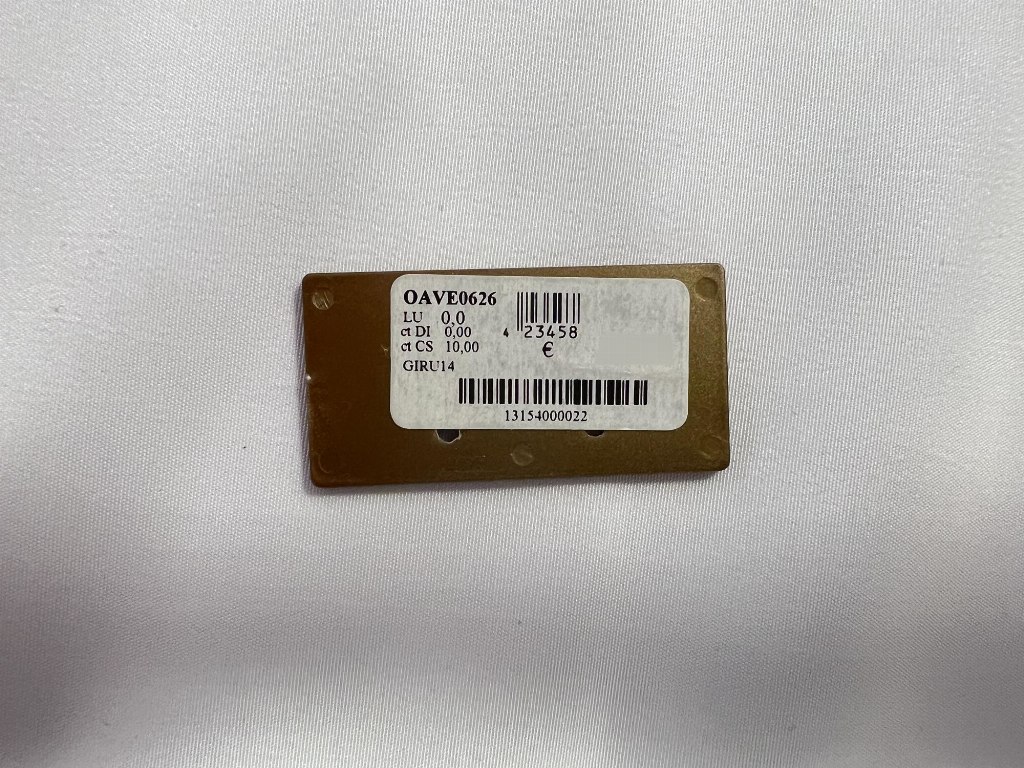 OAVE0626
LU 0,0
ct DI 0,00
4 23458
ct CS 10,00
€
GIRU14
13154000022